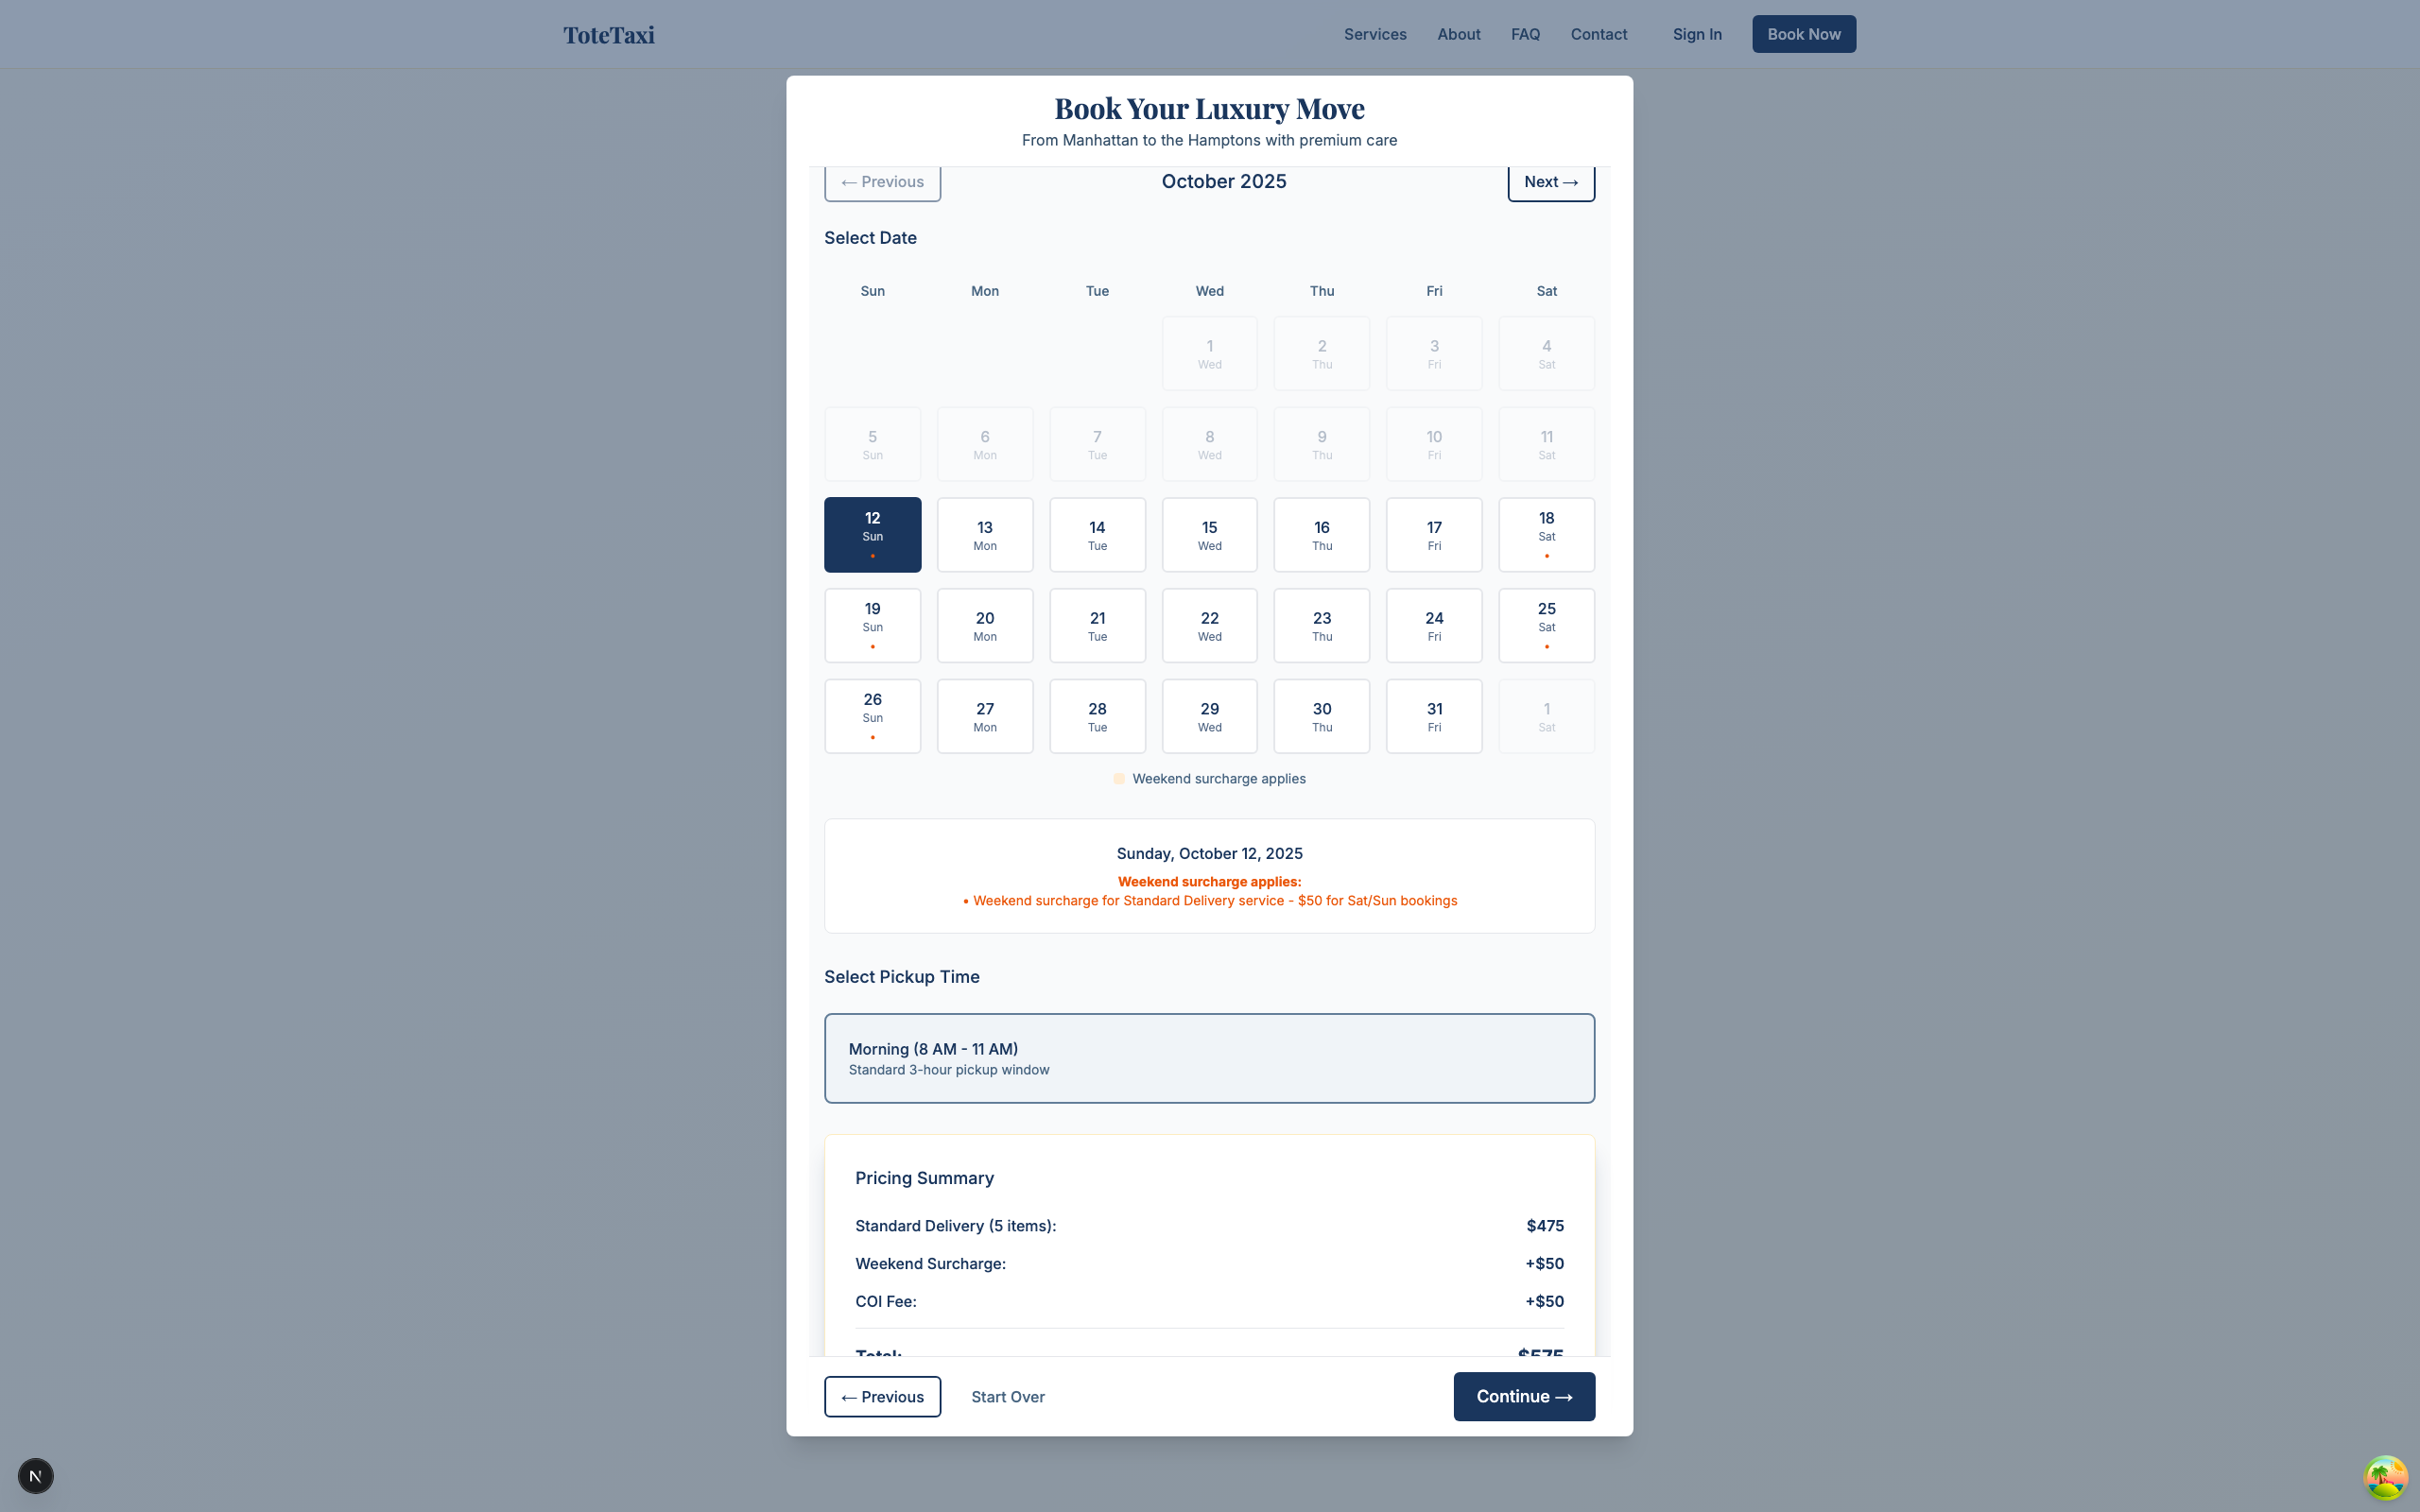 ToteTaxi
Services About FAQ Contact Sign In Book Now
Book Your Luxury Move
From Manhattan to the Hamptons with premium care
← Previous October 2025 Next →
Select Date
Sun Mon Tue Wed Thu Fri Sat
1 2 3 4
Wed Thu Fri Sat
5 6 7 8 9 10 11
Sun Mon Tue Wed Thu Fri Sat
12 13 14 15 16 17 18
Sun Mon Tue Wed Thu Fri Sat
19 20 21 22 23 24 25
Sun Mon Tue Wed Thu Fri Sat
26 27 28 29 30 31 1
Sun Mon Tue Wed Thu Fri Sat
Weekend surcharge applies
Sunday, October 12, 2025
Weekend surcharge applies:
• Weekend surcharge for Standard Delivery service - $50 for Sat/Sun bookings
Select Pickup Time
Morning (8 AM - 11 AM)
Standard 3-hour pickup window
Pricing Summary
Standard Delivery (5 items): $475
Weekend Surcharge: +$50
COI Fee: +$50
Total: $575
← Previous Start Over Continue →
N